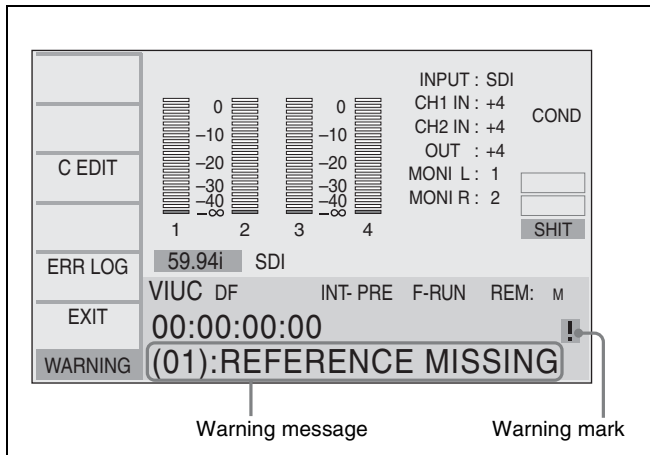 INPUT : SDI
CH1 IN : +4
CH2 IN : +4
OUT : +4
MONI L : 1
MONI R : 2
COND
SHIT
0 0
–10 –10
–20 –20
–30 –30
–40 –40
–∞ –∞
1 2 3 4
C EDIT
ERR LOG
EXIT
WARNING
59.94i SDI
VIUC DF INT- PRE F-RUN REM: M
00:00:00:00 !
(01):REFERENCE MISSING
Warning message Warning mark